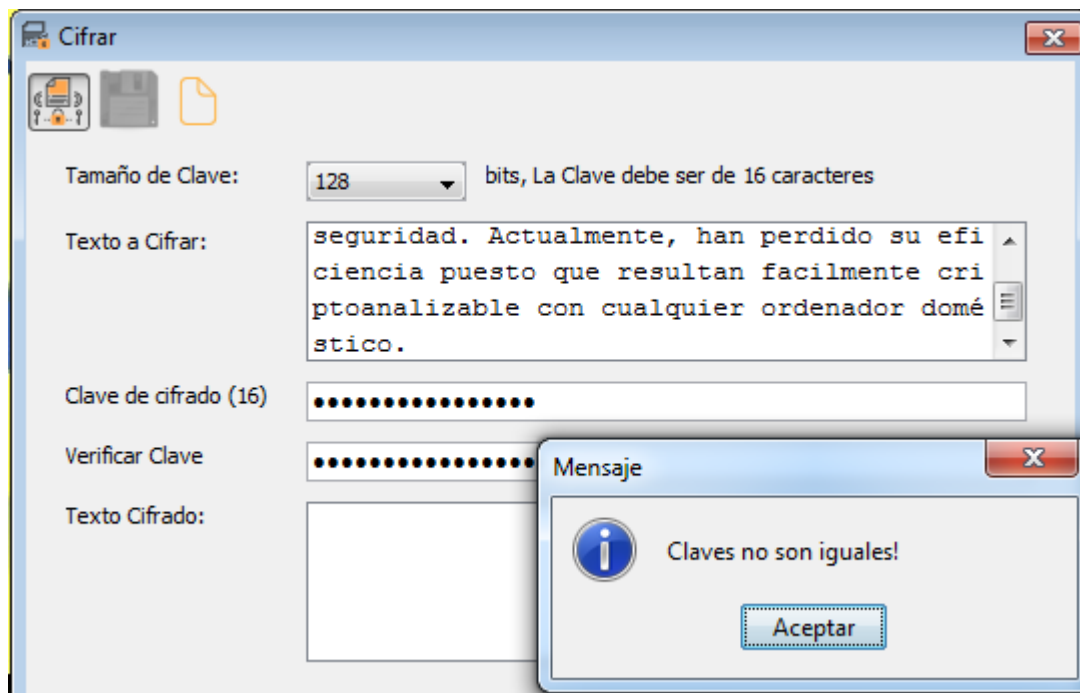 Cifrar
Tamaño de Clave:
128
bits, La Clave debe ser de 16 caracteres
Texto a Cifrar:
seguridad. Actualmente, han perdido su efi
ciencia puesto que resultan facilmente cri
ptoanalizable con cualquier ordenador domé
stico.
Clave de cifrado (16)
••••••••••••••••
Verificar Clave
••••••••••••••••
Texto Cifrado:
Mensaje
Claves no son iguales!
Aceptar